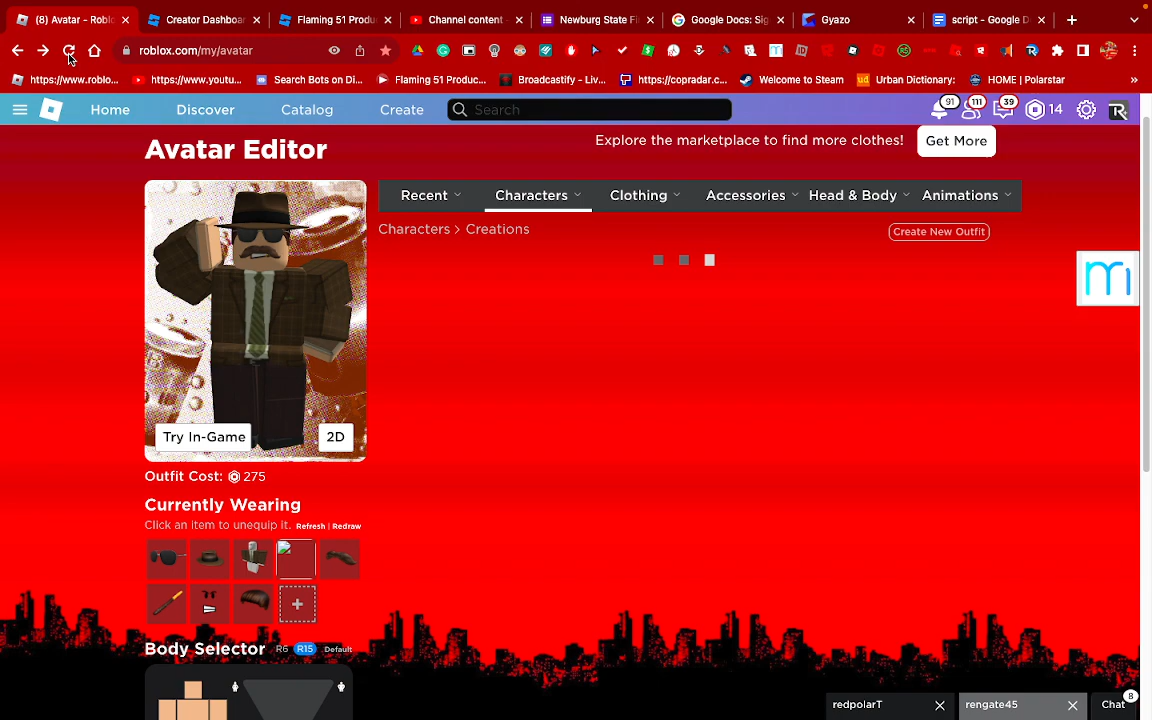 (8) Avatar - Roblo
Creator Dashboa
Flaming 51 Produ
Channel content -
Newburg State Fi
Google Docs: Sig
Gyazo
script - Google D
roblox.com/my/avatar
https://www.roblo...
https://www.youtu...
Search Bots on Di...
Flaming 51 Produc...
Broadcastify - Liv...
https://copradar.c...
Welcome to Steam
Urban Dictionary:
HOME | Polarstar
»
Home
Discover
Catalog
Create
Search
91
111
39
14
Avatar Editor
Explore the marketplace to find more clothes!
Get More
Recent
Characters
Clothing
Accessories
Head & Body
Animations
Characters > Creations
Create New Outfit
Try In-Game
2D
Outfit Cost: 275
Currently Wearing
Click an item to unequip it. Refresh | Redraw
Body Selector R6 R15 Default
redpolarT
rengate45
Chat
8